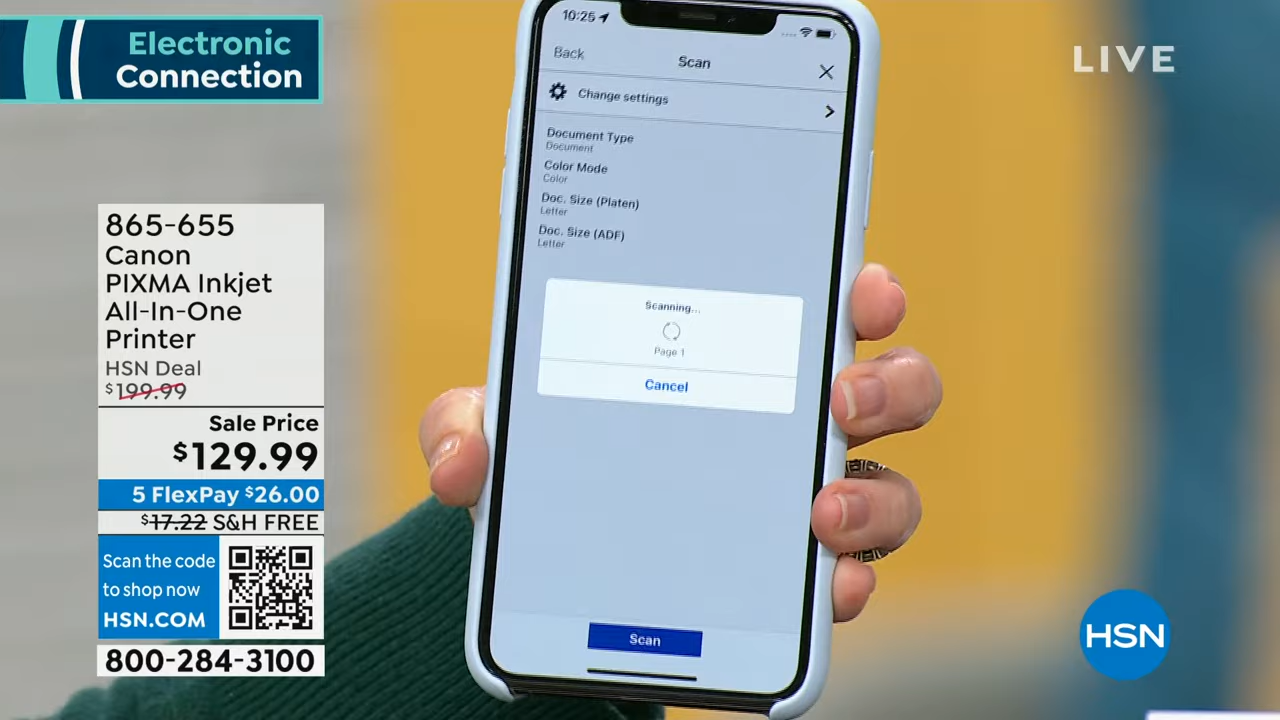 Electronic
Connection
LIVE
865-655
Canon
PIXMA Inkjet
All-In-One
Printer
HSN Deal
$199.99
Sale Price
$129.99
5 FlexPay $26.00
$17.22 S&H FREE
Scan the code
to shop now
HSN.COM
800-284-3100
10:25
Back
Scan
Change settings
Document Type
Document
Color Mode
Color
Doc. Size (Platen)
Letter
Doc. Size (ADF)
Letter
Scanning...
Page 1
Cancel
Scan
HSN